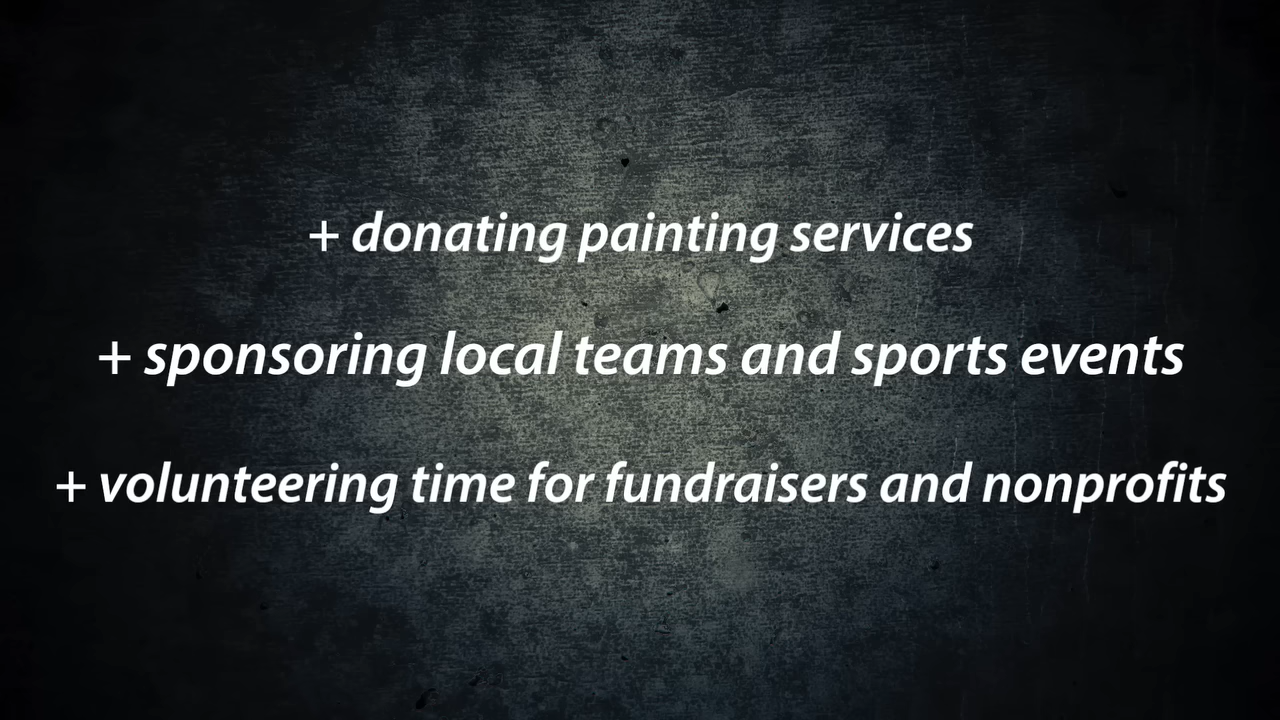 + donating painting services
+ sponsoring local teams and sports events
+ volunteering time for fundraisers and nonprofits